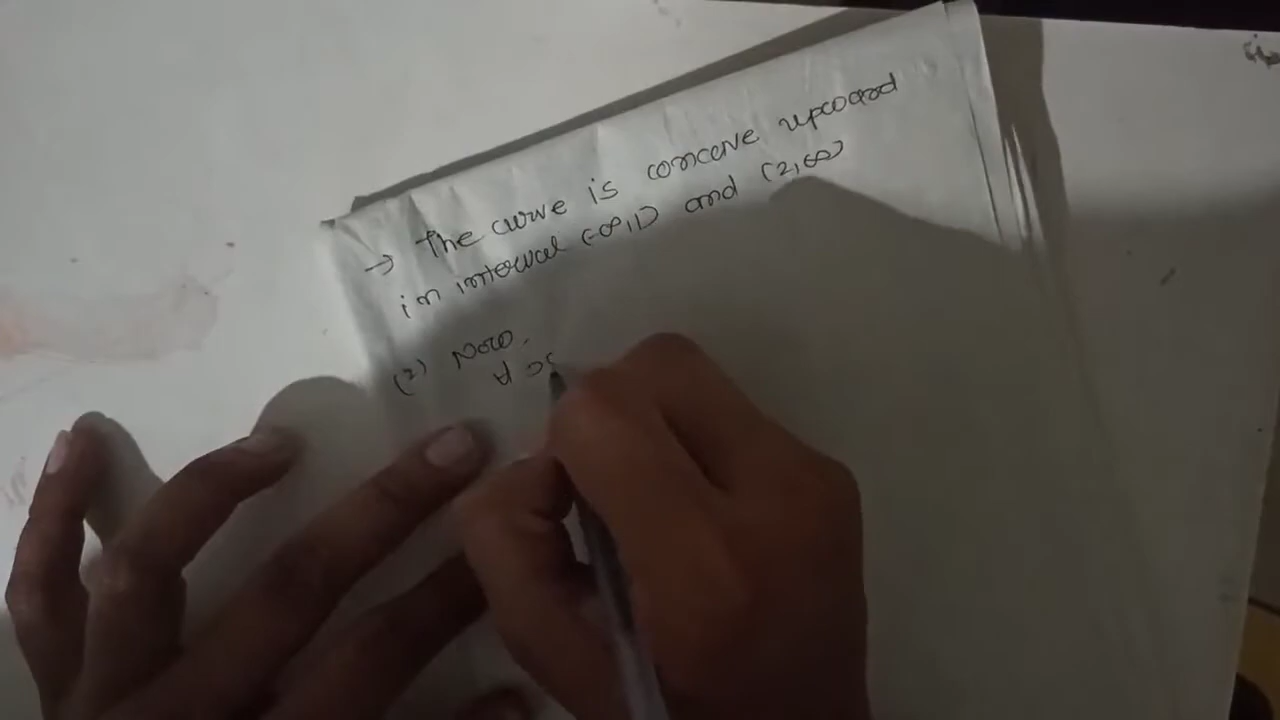 → The curve is concave upward
in interval (-∞,1) and (2,∞)
(2) Now,
∀ x